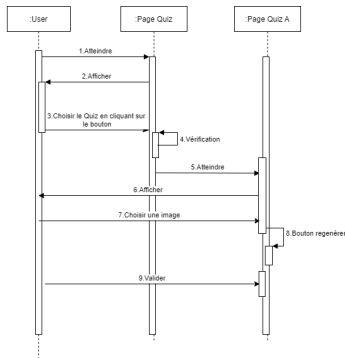 :User
:Page Quiz
:Page Quiz A
1.Atteindre
2.Afficher
3.Choisir le Quiz en cliquant sur
le bouton
4.Vérification
5.Atteindre
6.Afficher
7.Choisir une image
8.Bouton regenérer
9.Valider